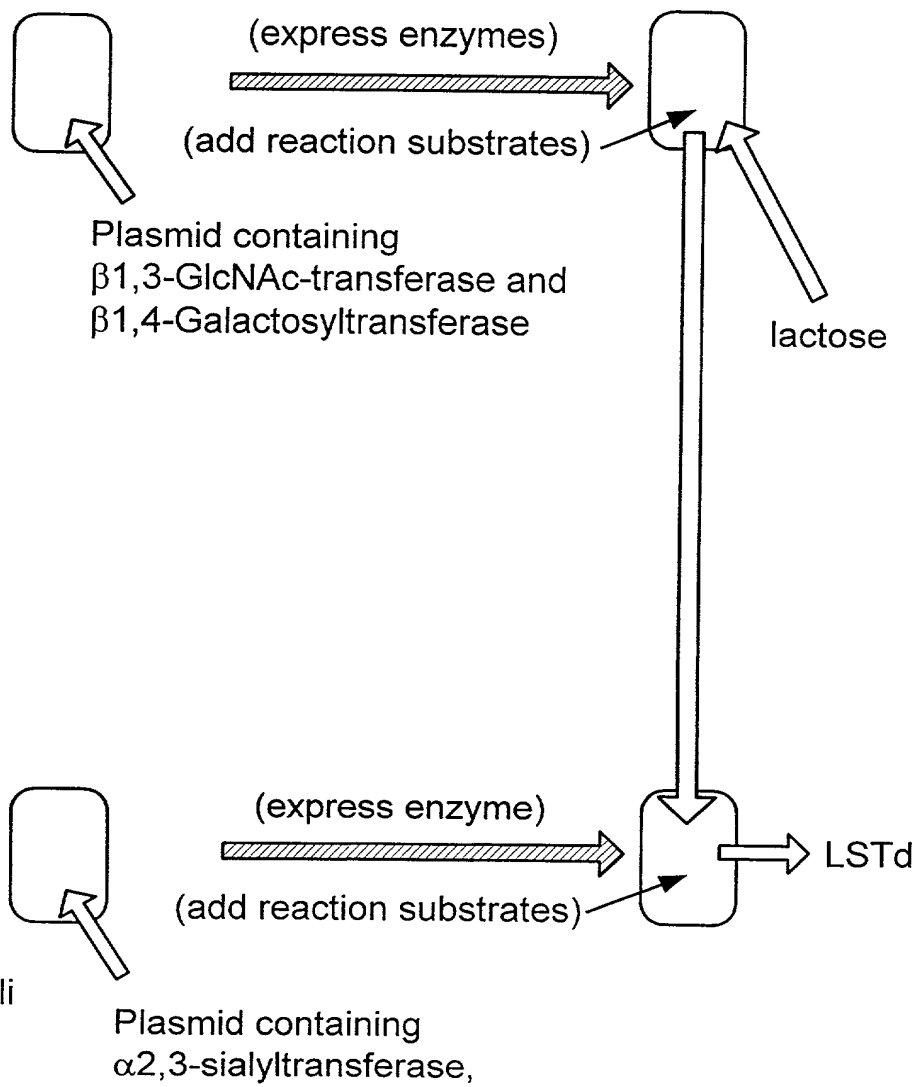 (express enzymes)
(add reaction substrates)
Plasmid containing
β1,3-GlcNAc-transferase and
β1,4-Galactosyltransferase
lactose
(express enzyme)
LSTd
(add reaction substrates)
li
Plasmid containing
α2,3-sialyltransferase,